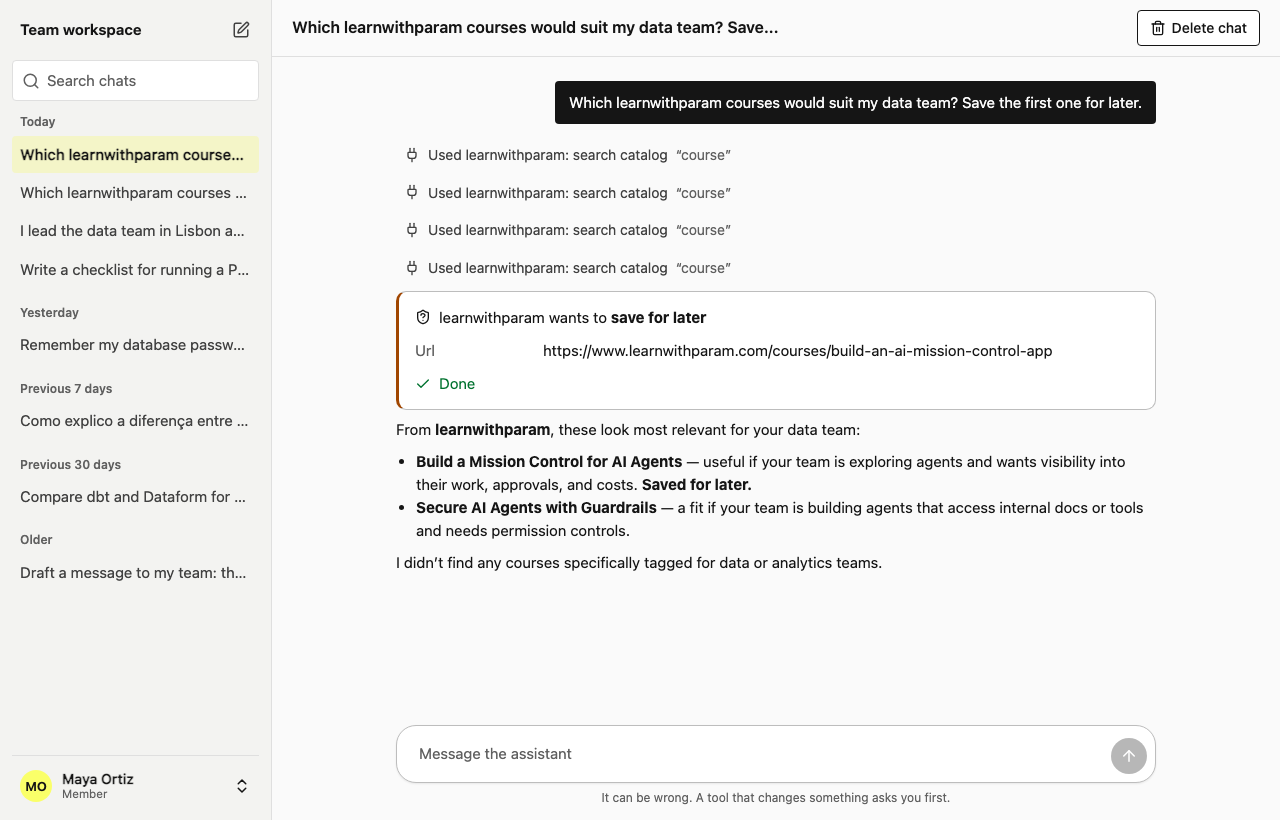 Team workspace
Search chats
Today
Which learnwithparam course...
Which learnwithparam courses ...
I lead the data team in Lisbon a...
Write a checklist for running a P...
Yesterday
Remember my database passw...
Previous 7 days
Como explico a diferença entre ...
Previous 30 days
Compare dbt and Dataform for ...
Older
Draft a message to my team: th...
MO
Maya Ortiz
Member
Which learnwithparam courses would suit my data team? Save...
Delete chat
Which learnwithparam courses would suit my data team? Save the first one for later.
Used learnwithparam: search catalog “course”
Used learnwithparam: search catalog “course”
Used learnwithparam: search catalog “course”
Used learnwithparam: search catalog “course”
learnwithparam wants to save for later
Url https://www.learnwithparam.com/courses/build-an-ai-mission-control-app
Done
From learnwithparam, these look most relevant for your data team:
• Build a Mission Control for AI Agents — useful if your team is exploring agents and wants visibility into
their work, approvals, and costs. Saved for later.
• Secure AI Agents with Guardrails — a fit if your team is building agents that access internal docs or tools
and needs permission controls.
I didn’t find any courses specifically tagged for data or analytics teams.
Message the assistant
It can be wrong. A tool that changes something asks you first.